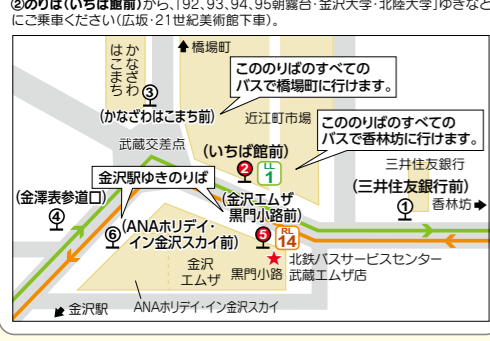 ②のりば(いちば館前)から、「92、93、94、95朝霧台・金沢大学・北陸大学」ゆきなど
にご乗車ください(広坂・21世紀美術館下車)。
橋場町
かなざわ
はこまち
③
(かなざわはこまち前)
こののりばのすべての
バスで橋場町に行けます。
近江町市場
こののりばのすべての
バスで香林坊に行けます。
武蔵交差点
(いちば館前)
② LL 1
三井住友銀行
(三井住友銀行前)
①
香林坊
金沢駅ゆきのりば
(金澤表参道口)
④
(金沢エムザ
黒門小路前)
⑤ RL 14
⑥
(ANAホリデイ・
イン金沢スカイ前)
北鉄バスサービスセンター
武蔵エムザ店
金沢
エムザ
黒門小路
金沢駅
ANAホリデイ・イン金沢スカイ